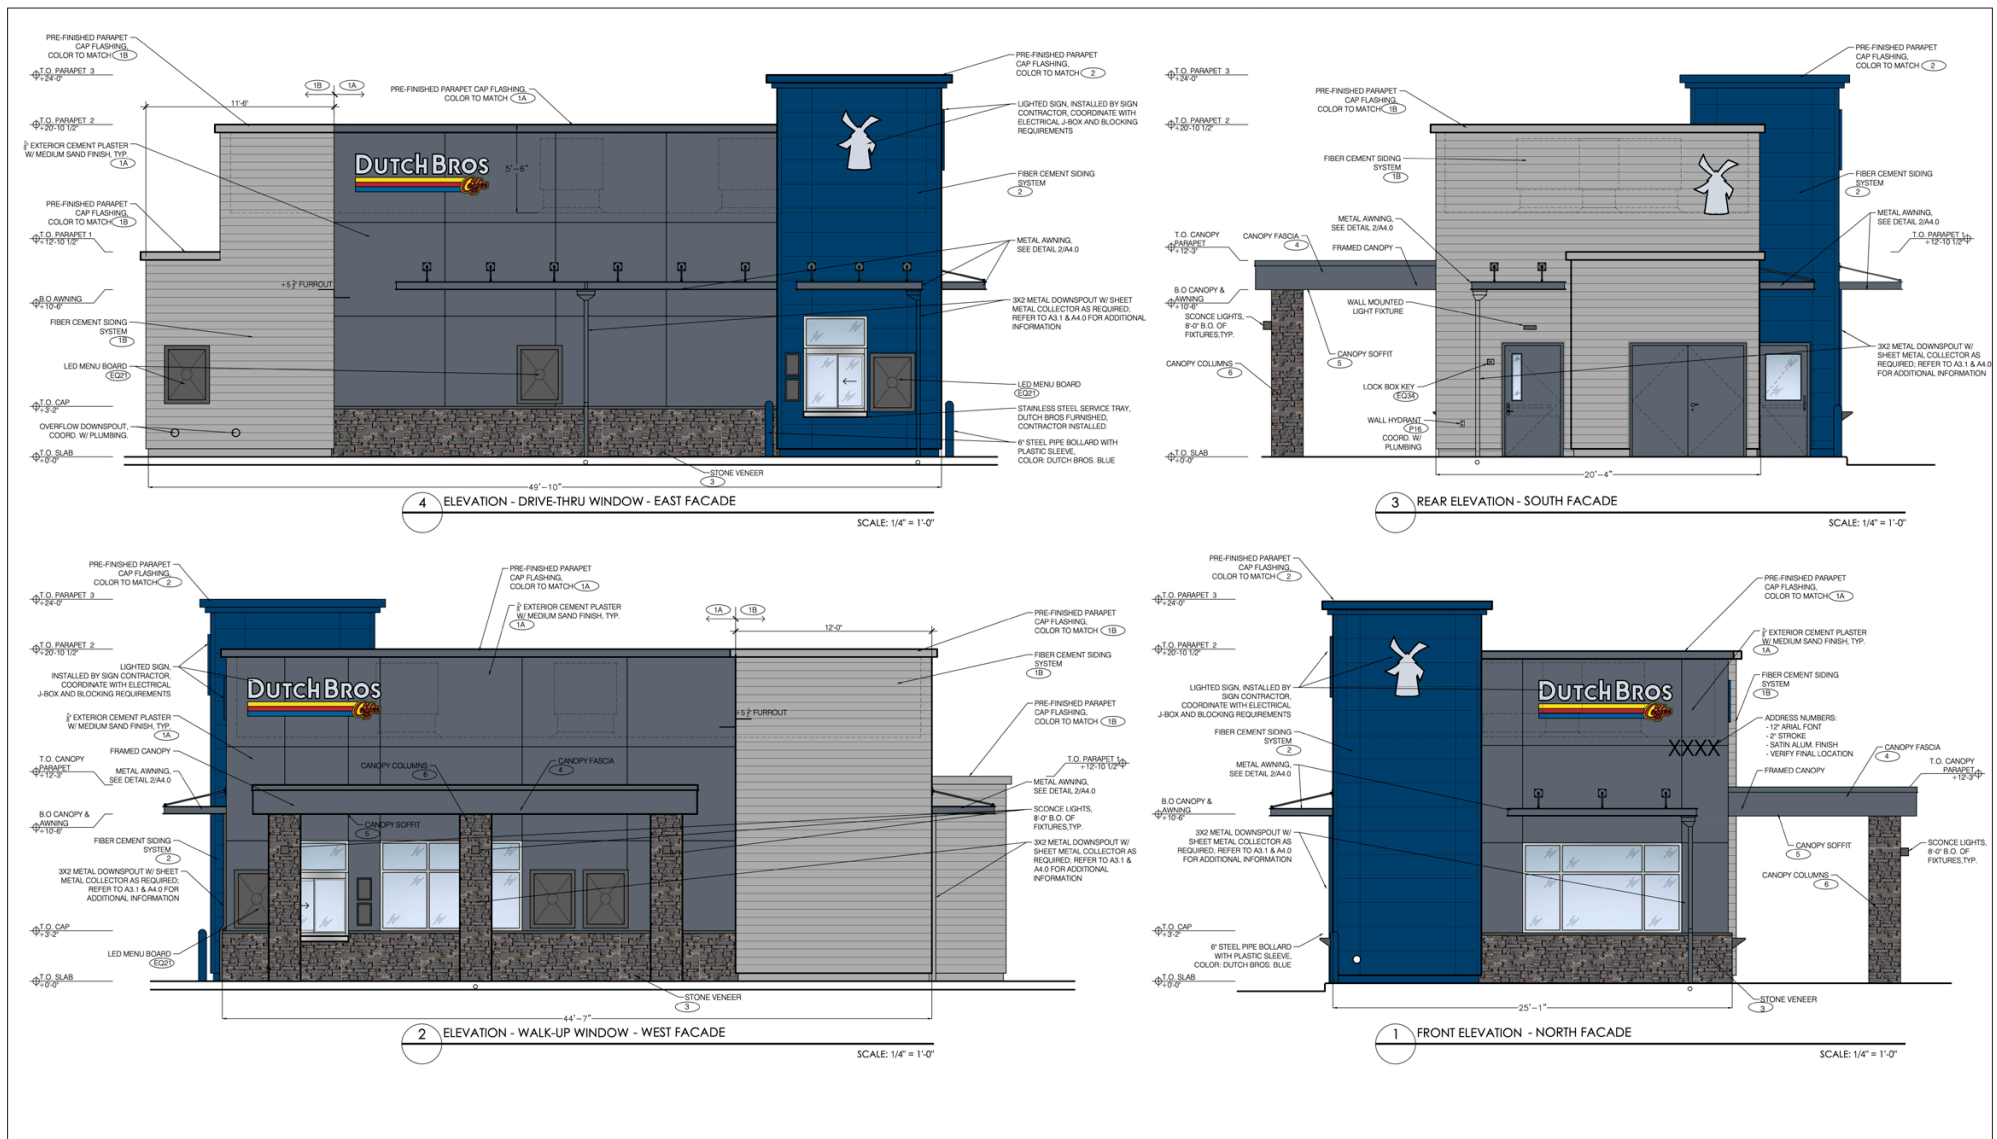 PRE-FINISHED PARAPET
CAP FLASHING,
COLOR TO MATCH 1B
T.O. PARAPET 3
+24'-0"
11'-6"
1B 1A
PRE-FINISHED PARAPET CAP FLASHING,
COLOR TO MATCH 1A
T.O. PARAPET 2
+20'-10 1/2"
EXTERIOR CEMENT PLASTER
W/ MEDIUM SAND FINISH, TYP.
1A
PRE-FINISHED PARAPET
CAP FLASHING,
COLOR TO MATCH 1B
T.O. PARAPET 1
+12'-10 1/2"
B.O AWNING
+10'-6"
FIBER CEMENT SIDING
SYSTEM
1B
LED MENU BOARD
EQ21
T.O. CAP
+3'-2"
OVERFLOW DOWNSPOUT,
COORD. W/ PLUMBING.
T.O. SLAB
+0'-0"
DUTCH BROS
Coffee
5'-6"
FURROUT
PRE-FINISHED PARAPET
CAP FLASHING,
COLOR TO MATCH 2
LIGHTED SIGN, INSTALLED BY SIGN
CONTRACTOR, COORDINATE WITH
ELECTRICAL J-BOX AND BLOCKING
REQUIREMENTS
FIBER CEMENT SIDING
SYSTEM
2
METAL AWNING,
SEE DETAIL 2/A4.0
3X2 METAL DOWNSPOUT W/ SHEET
METAL COLLECTOR AS REQUIRED;
REFER TO A3.1 & A4.0 FOR ADDITIONAL
INFORMATION
LED MENU BOARD
EQ21
STAINLESS STEEL SERVICE TRAY,
DUTCH BROS FURNISHED,
CONTRACTOR INSTALLED.
6" STEEL PIPE BOLLARD WITH
PLASTIC SLEEVE,
COLOR: DUTCH BROS. BLUE
STONE VENEER
3
49'-10"
4 ELEVATION - DRIVE-THRU WINDOW - EAST FACADE
SCALE: 1/4" = 1'-0"
T.O. PARAPET 3
+24'-0"
PRE-FINISHED PARAPET
CAP FLASHING,
COLOR TO MATCH 1B
T.O. PARAPET 2
+20'-10 1/2"
FIBER CEMENT SIDING
SYSTEM
1B
METAL AWNING,
SEE DETAIL 2/A4.0
T.O. CANOPY
PARAPET
+12'-3"
CANOPY FASCIA
4
FRAMED CANOPY
B.O CANOPY &
AWNING
+10'-6"
SCONCE LIGHTS,
8'-0" B.O. OF
FIXTURES,TYP.
WALL MOUNTED
LIGHT FIXTURE
CANOPY SOFFIT
5
CANOPY COLUMNS
6
LOCK BOX KEY
EQ34
WALL HYDRANT
P16
COORD. W/
PLUMBING
T.O. SLAB
+0'-0"
PRE-FINISHED PARAPET
CAP FLASHING,
COLOR TO MATCH 2
FIBER CEMENT SIDING
SYSTEM
2
METAL AWNING,
SEE DETAIL 2/A4.0
T.O. PARAPET 1
+12'-10 1/2"
3X2 METAL DOWNSPOUT W/
SHEET METAL COLLECTOR AS
REQUIRED; REFER TO A3.1 & A4.0
FOR ADDITIONAL INFORMATION
20'-4"
3 REAR ELEVATION - SOUTH FACADE
SCALE: 1/4" = 1'-0"
PRE-FINISHED PARAPET
CAP FLASHING,
COLOR TO MATCH 2
T.O. PARAPET 3
+24'-0"
T.O. PARAPET 2
+20'-10 1/2"
LIGHTED SIGN,
INSTALLED BY SIGN CONTRACTOR,
COORDINATE WITH ELECTRICAL
J-BOX AND BLOCKING REQUIREMENTS
EXTERIOR CEMENT PLASTER
W/ MEDIUM SAND FINISH, TYP.
1A
FRAMED CANOPY
T.O. CANOPY
PARAPET
+12'-3"
METAL AWNING,
SEE DETAIL 2/A4.0
B.O CANOPY &
AWNING
+10'-6"
FIBER CEMENT SIDING
SYSTEM
2
3X2 METAL DOWNSPOUT W/ SHEET
METAL COLLECTOR AS REQUIRED;
REFER TO A3.1 & A4.0 FOR
ADDITIONAL INFORMATION
T.O. CAP
+3'-2"
LED MENU BOARD
EQ21
T.O. SLAB
+0'-0"
PRE-FINISHED PARAPET
CAP FLASHING,
COLOR TO MATCH 1A
EXTERIOR CEMENT PLASTER
W/ MEDIUM SAND FINISH, TYP.
1A
1A 1B
12'-0"
DUTCH BROS
Coffee
FURROUT
CANOPY COLUMNS
6
CANOPY FASCIA
4
CANOPY SOFFIT
5
PRE-FINISHED PARAPET
CAP FLASHING,
COLOR TO MATCH 1B
FIBER CEMENT SIDING
SYSTEM
1B
PRE-FINISHED PARAPET
CAP FLASHING,
COLOR TO MATCH 1B
T.O. PARAPET 1
+12'-10 1/2"
METAL AWNING,
SEE DETAIL 2/A4.0
SCONCE LIGHTS,
8'-0" B.O. OF
FIXTURES,TYP.
3X2 METAL DOWNSPOUT W/
SHEET METAL COLLECTOR AS
REQUIRED; REFER TO A3.1 &
A4.0 FOR ADDITIONAL
INFORMATION
STONE VENEER
3
44'-7"
2 ELEVATION - WALK-UP WINDOW - WEST FACADE
SCALE: 1/4" = 1'-0"
PRE-FINISHED PARAPET
CAP FLASHING,
COLOR TO MATCH 2
T.O. PARAPET 3
+24'-0"
T.O. PARAPET 2
+20'-10 1/2"
LIGHTED SIGN, INSTALLED BY
SIGN CONTRACTOR,
COORDINATE WITH ELECTRICAL
J-BOX AND BLOCKING REQUIREMENTS
FIBER CEMENT SIDING
SYSTEM
2
METAL AWNING,
SEE DETAIL 2/A4.0
B.O CANOPY &
AWNING
+10'-6"
3X2 METAL DOWNSPOUT W/
SHEET METAL COLLECTOR AS
REQUIRED; REFER TO A3.1 & A4.0
FOR ADDITIONAL INFORMATION
T.O. CAP
+3'-2"
6" STEEL PIPE BOLLARD
WITH PLASTIC SLEEVE,
COLOR: DUTCH BROS. BLUE
T.O. SLAB
+0'-0"
DUTCH BROS
Coffee
XXXX
PRE-FINISHED PARAPET
CAP FLASHING,
COLOR TO MATCH 1A
EXTERIOR CEMENT PLASTER
W/ MEDIUM SAND FINISH, TYP.
1A
FIBER CEMENT SIDING
SYSTEM
1B
ADDRESS NUMBERS:
- 12" ARIAL FONT
- 2" STROKE
- SATIN ALUM. FINISH
- VERIFY FINAL LOCATION
CANOPY FASCIA
4
FRAMED CANOPY
T.O. CANOPY
PARAPET
+12'-3"
CANOPY SOFFIT
5
SCONCE LIGHTS,
8'-0" B.O. OF
FIXTURES,TYP.
CANOPY COLUMNS
6
STONE VENEER
3
25'-1"
1 FRONT ELEVATION - NORTH FACADE
SCALE: 1/4" = 1'-0"